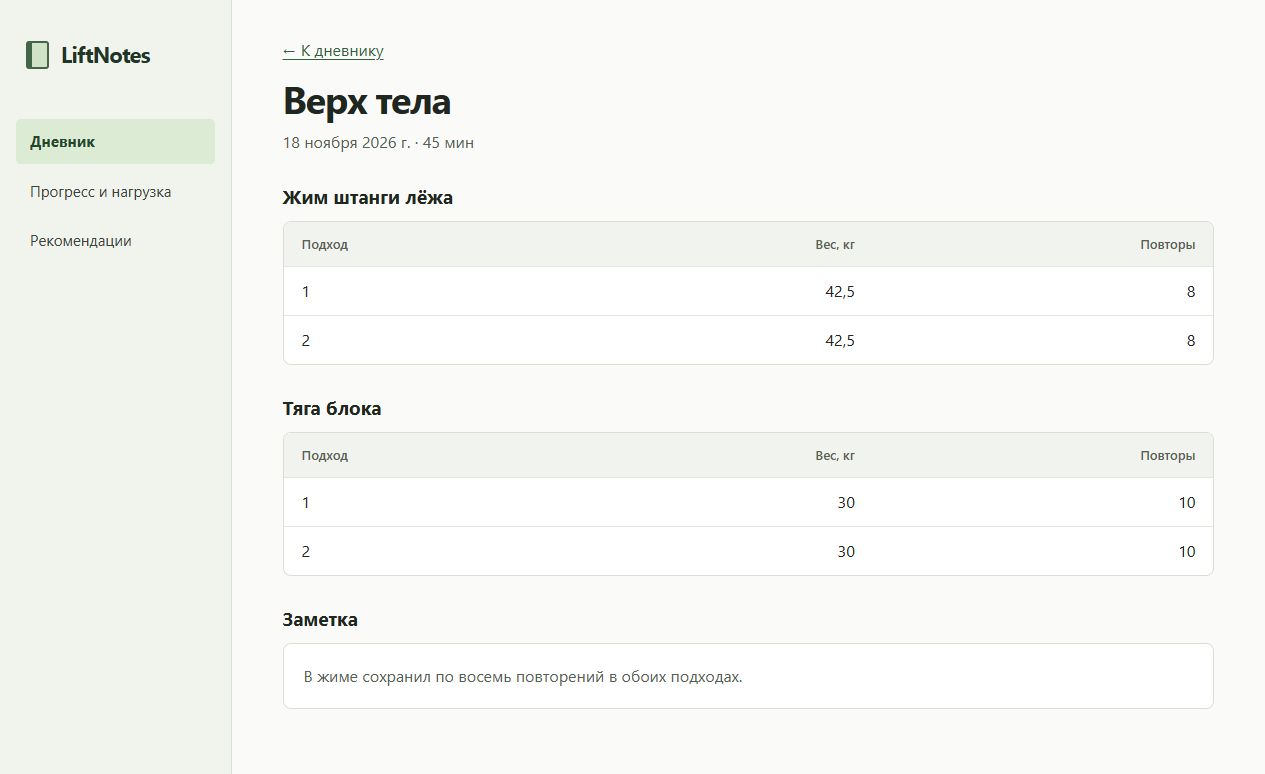 LiftNotes
Дневник
Прогресс и нагрузка
Рекомендации
← К дневнику
Верх тела
18 ноября 2026 г. · 45 мин
Жим штанги лёжа
Подход Вес, кг Повторы
1 42,5 8
2 42,5 8
Тяга блока
Подход Вес, кг Повторы
1 30 10
2 30 10
Заметка
В жиме сохранил по восемь повторений в обоих подходах.